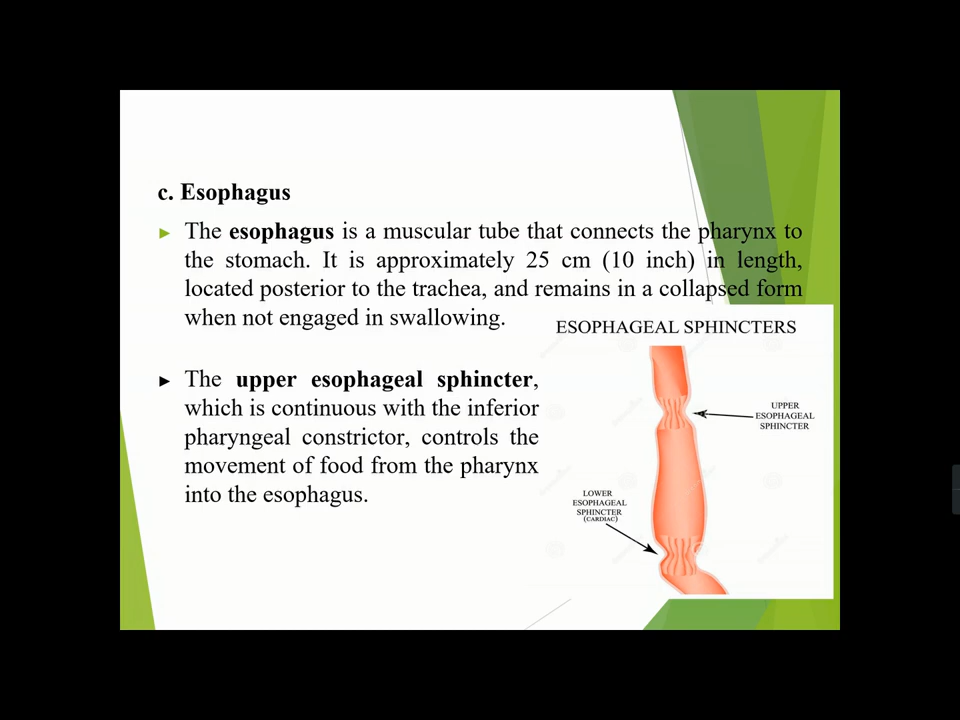 c. Esophagus
► The esophagus is a muscular tube that connects the pharynx to
the stomach. It is approximately 25 cm (10 inch) in length,
located posterior to the trachea, and remains in a collapsed form
when not engaged in swallowing.
► The upper esophageal sphincter,
which is continuous with the inferior
pharyngeal constrictor, controls the
movement of food from the pharynx
into the esophagus.
ESOPHAGEAL SPHINCTERS
UPPER
ESOPHAGEAL
SPHINCTER
LOWER
ESOPHAGEAL
SPHINCTER
(CARDIAC)